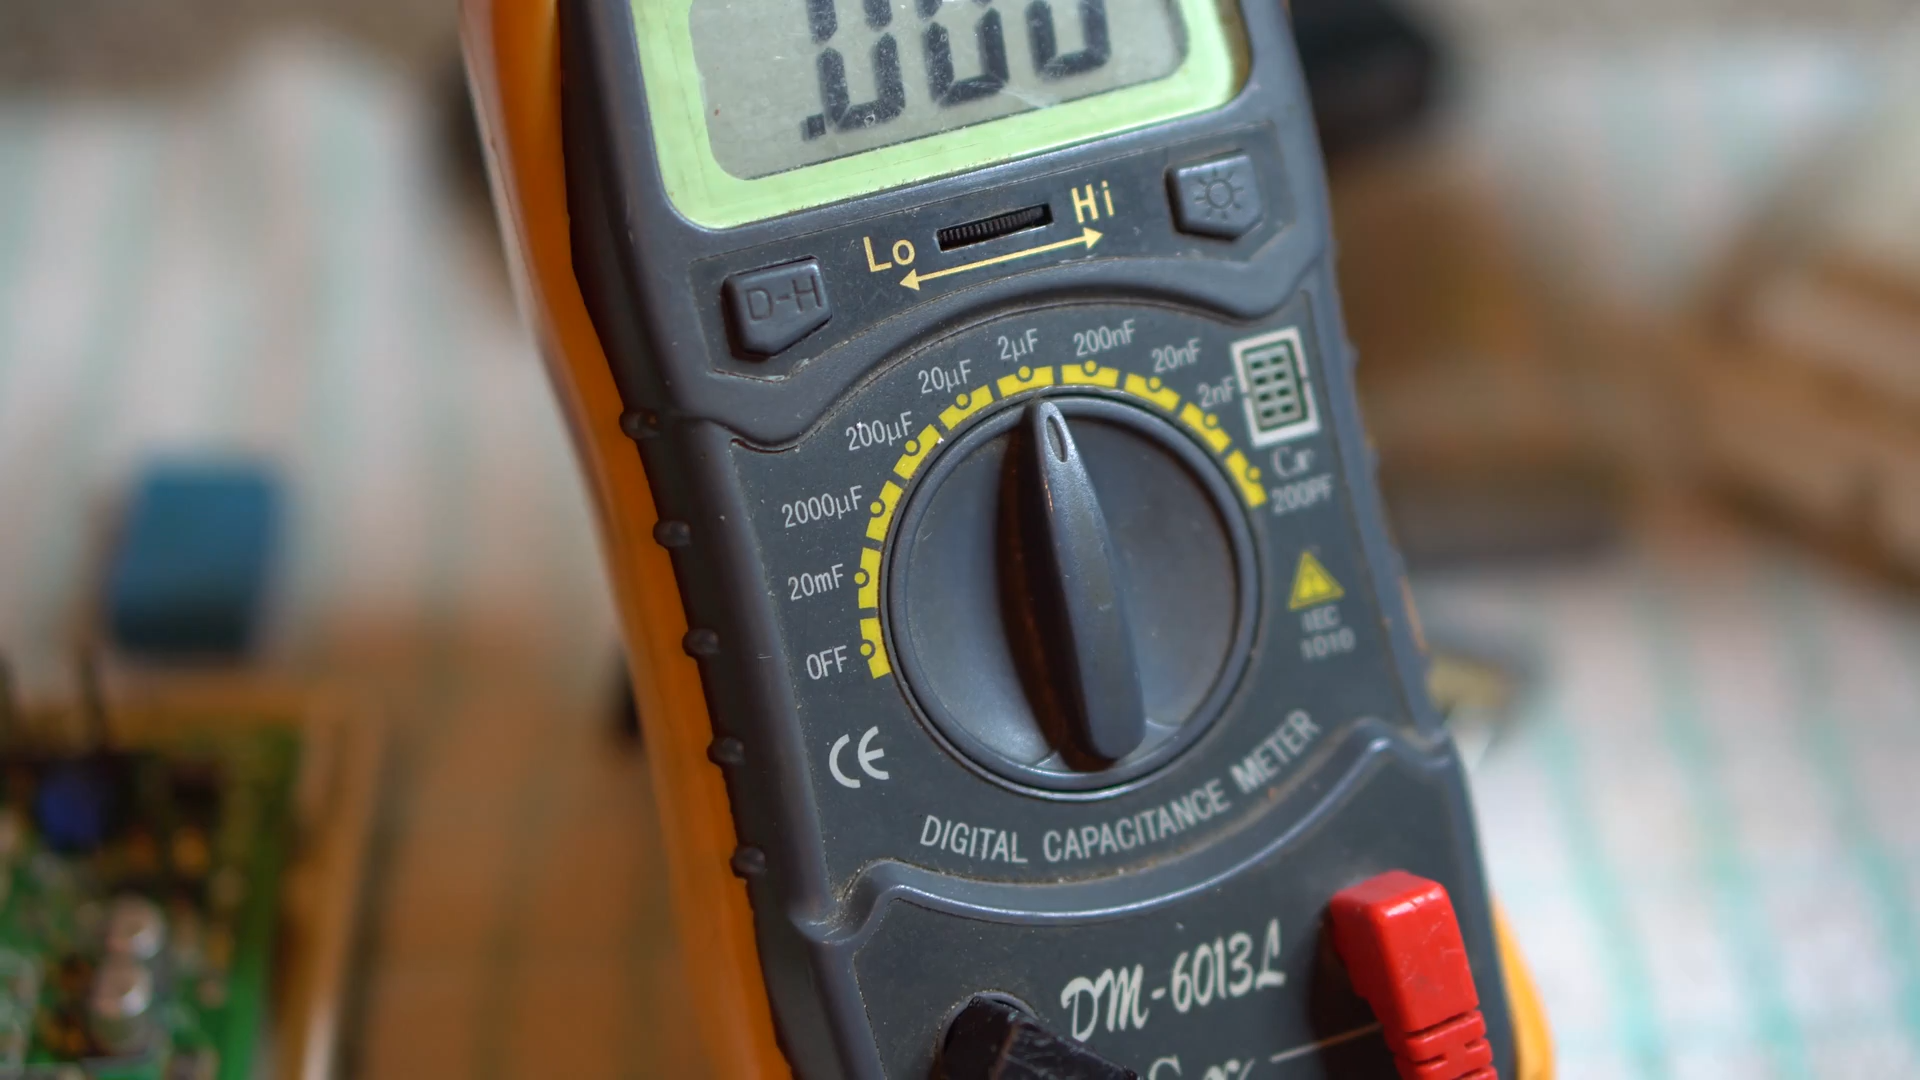 .000
Hi
Lo
D-H
2µF
200nF
20nF
20µF
2nF
200µF
Cx
2000µF
200PF
20mF
IEC
1010
OFF
CE
DIGITAL CAPACITANCE METER
DM-6013L
Cx